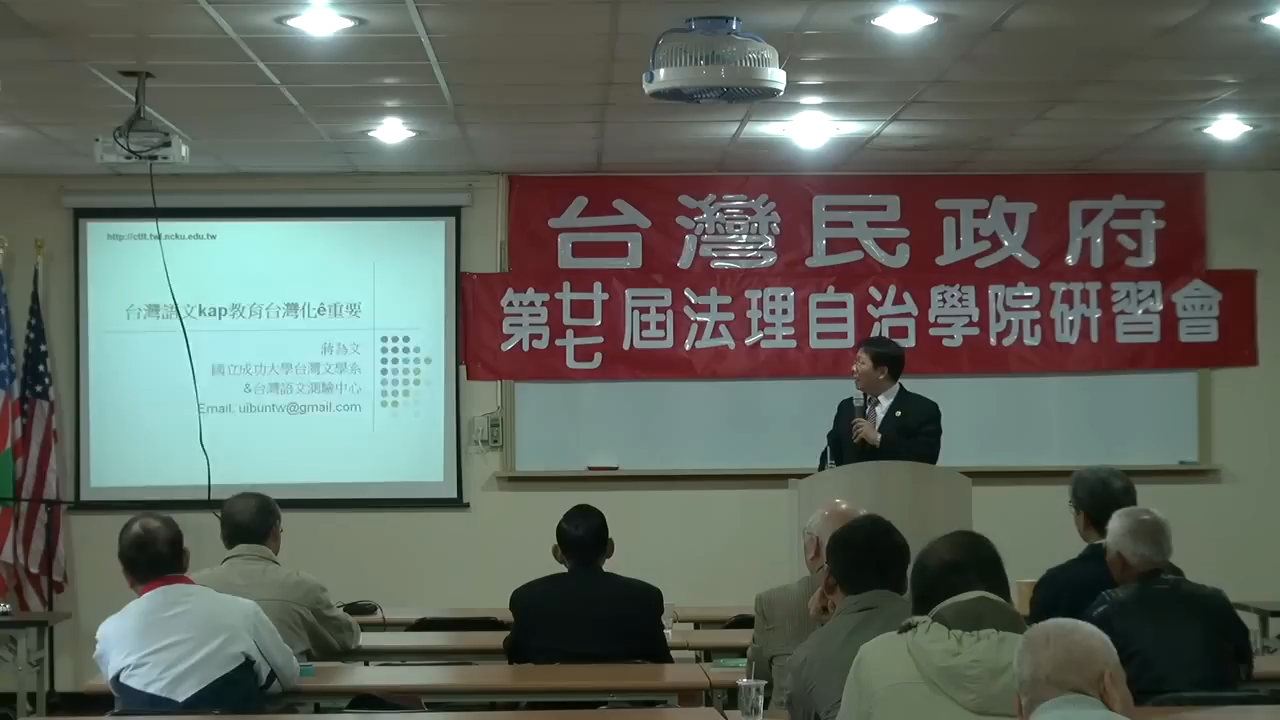 http://ctlt.twl.ncku.edu.tw
台灣語文kap教育台灣化ê重要
蔣為文
國立成功大學台灣文學系
&台灣語文測驗中心
Email. uibuntw@gmail.com
台灣民政府
第廿七屆法理自治學院研習會